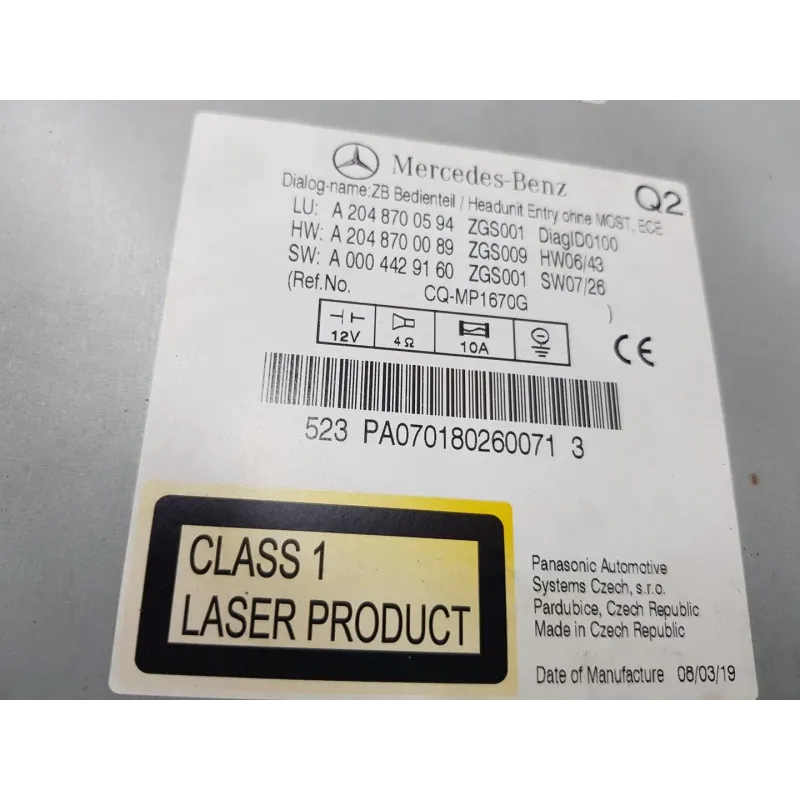 Mercedes-Benz Q2
Dialog-name:ZB Bedienteil / Headunit Entry ohne MOST, ECE
LU: A 204 870 05 94 ZGS001 DiagID0100
HW: A 204 870 00 89 ZGS009 HW06/43
SW: A 000 442 91 60 ZGS001 SW07/26
(Ref.No. CQ-MP1670G )
12V 4Ω 10A
CE
523 PA070180260071 3
CLASS 1
LASER PRODUCT
Panasonic Automotive
Systems Czech, s.r.o.
Pardubice, Czech Republic
Made in Czech Republic
Date of Manufacture 08/03/19